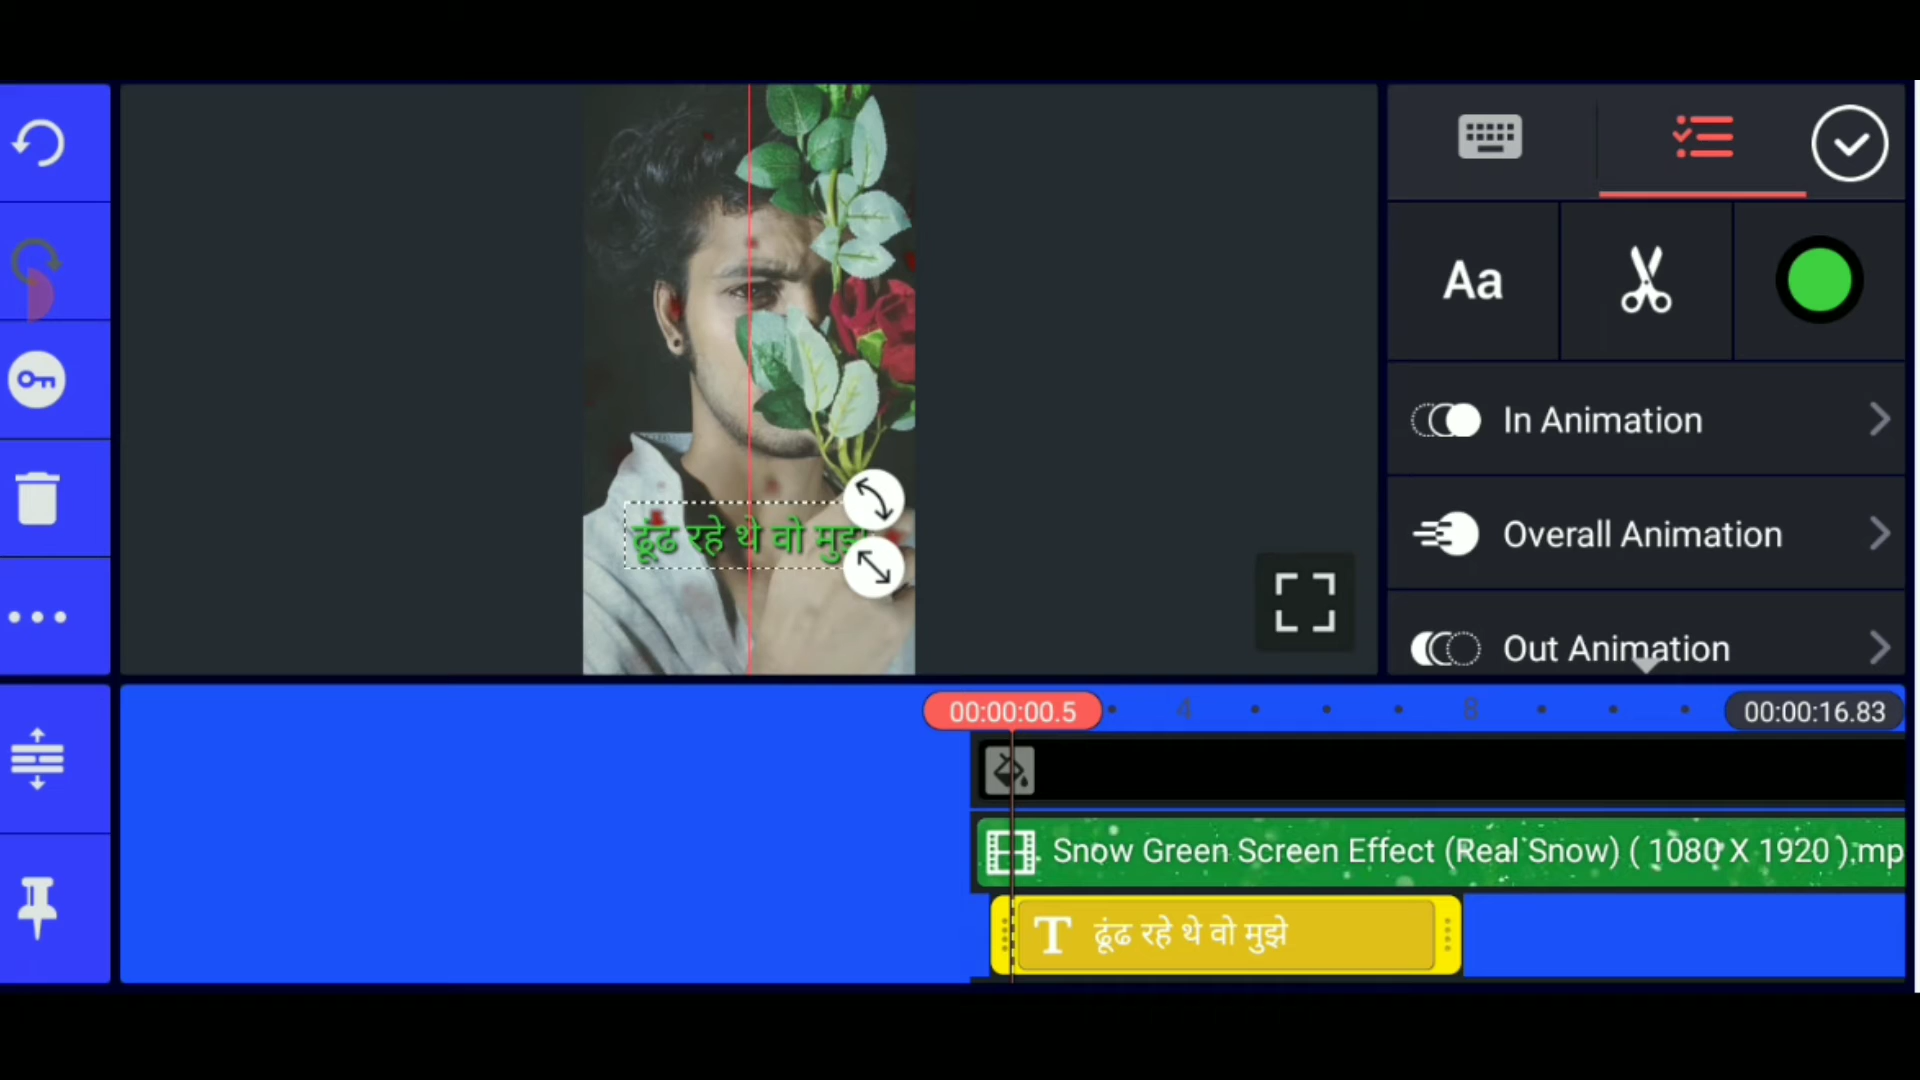 Aa
In Animation
Overall Animation
Out Animation
ढूंढ रहे थे वो
00:00:00.5
4
8
00:00:16.83
Snow Green Screen Effect (Real Snow) ( 1080 X 1920 ).mp
T ढूंढ रहे थे वो मुझे